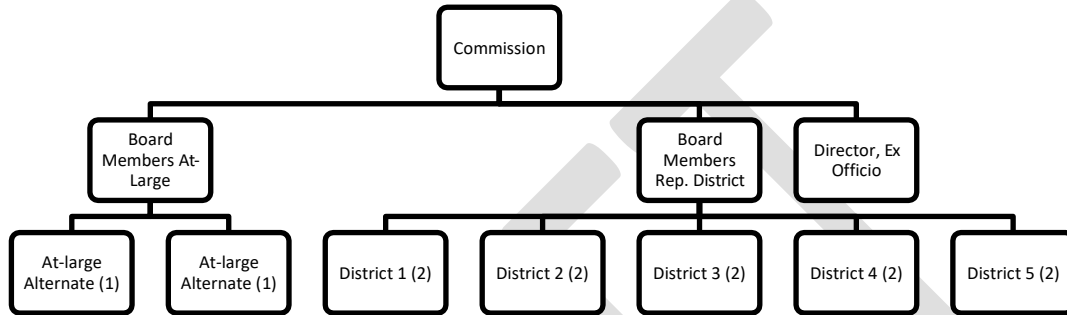 Commission
Board
Members At-
Large
Board
Members
Rep. District
Director, Ex
Officio
At-large
Alternate (1)
At-large
Alternate (1)
District 1 (2)
District 2 (2)
District 3 (2)
District 4 (2)
District 5 (2)